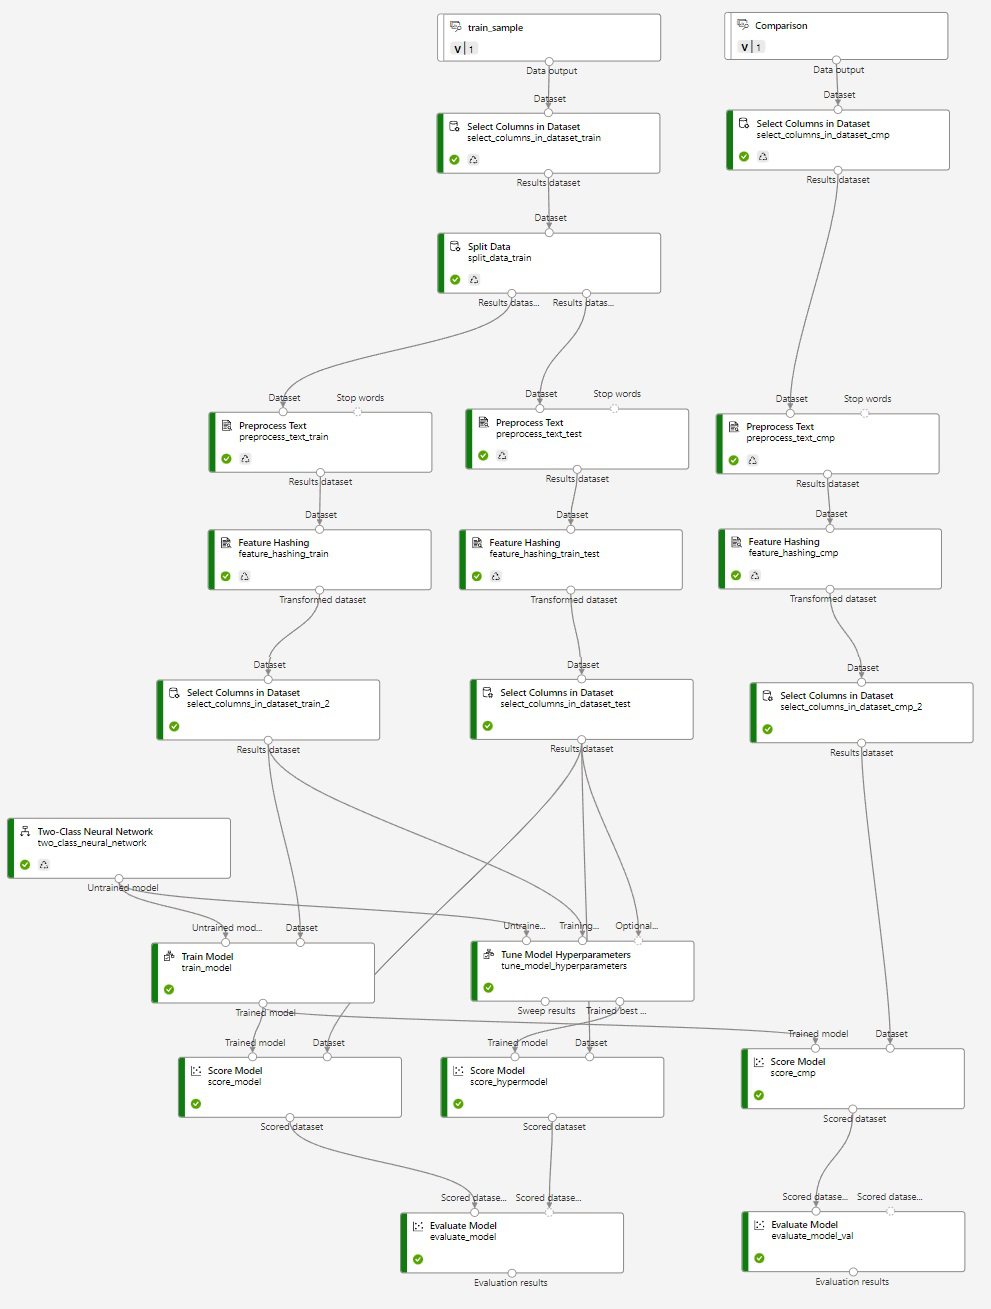 train_sample
V 1
Data output
Comparison
V 1
Data output
Dataset
Select Columns in Dataset
select_columns_in_dataset_train
Results dataset
Dataset
Select Columns in Dataset
select_columns_in_dataset_cmp
Results dataset
Dataset
Split Data
split_data_train
Results datas...
Results datas...
Dataset
Stop words
Preprocess Text
preprocess_text_train
Results dataset
Dataset
Stop words
Preprocess Text
preprocess_text_test
Results dataset
Dataset
Stop words
Preprocess Text
preprocess_text_cmp
Results dataset
Dataset
Feature Hashing
feature_hashing_train
Transformed dataset
Dataset
Feature Hashing
feature_hashing_train_test
Transformed dataset
Dataset
Feature Hashing
feature_hashing_cmp
Transformed dataset
Dataset
Select Columns in Dataset
select_columns_in_dataset_train_2
Results dataset
Dataset
Select Columns in Dataset
select_columns_in_dataset_test
Results dataset
Dataset
Select Columns in Dataset
select_columns_in_dataset_cmp_2
Results dataset
Two-Class Neural Network
two_class_neural_network
Untrained model
Untrained mod...
Dataset
Train Model
train_model
Trained model
Untraine...
Training...
Optional...
Tune Model Hyperparameters
tune_model_hyperparameters
Sweep results
Trained best ...
Trained model
Dataset
Score Model
score_model
Scored dataset
Trained model
Dataset
Score Model
score_hypermodel
Scored dataset
Trained model
Dataset
Score Model
score_cmp
Scored dataset
Scored datase...
Scored datase...
Evaluate Model
evaluate_model
Evaluation results
Scored datase...
Scored datase...
Evaluate Model
evaluate_model_val
Evaluation results